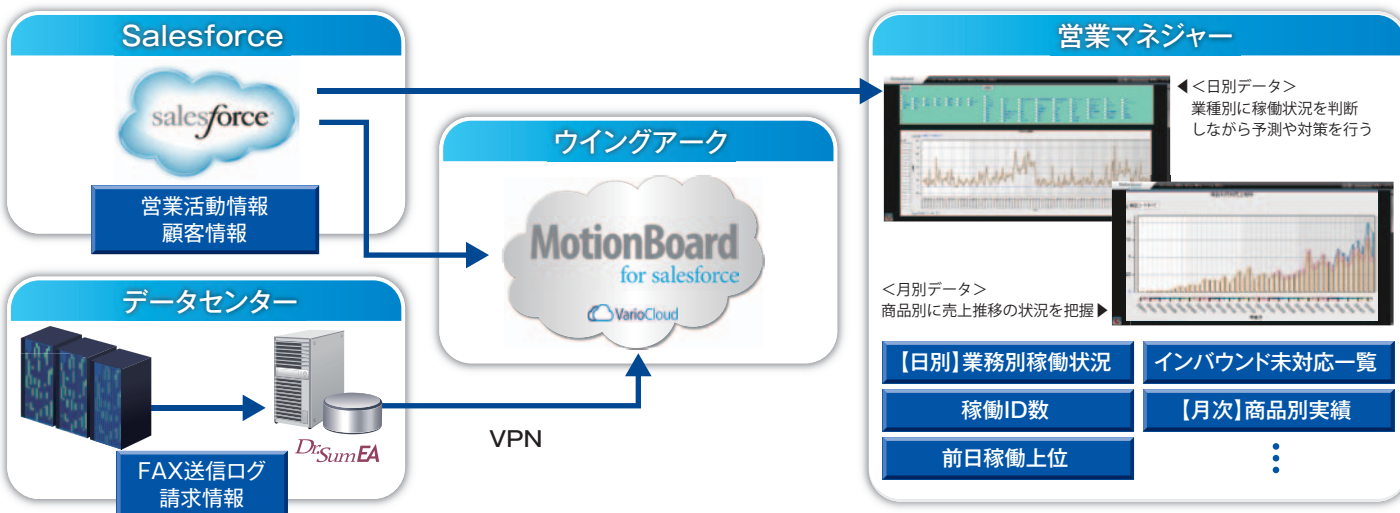 Salesforce
salesforce
営業活動情報
顧客情報
データセンター
Dr.Sum EA
FAX送信ログ
請求情報
VPN
ウイングアーク
MotionBoard
for salesforce
VarioCloud
営業マネジャー
◀＜日別データ＞
業種別に稼働状況を判断
しながら予測や対策を行う
＜月別データ＞
商品別に売上推移の状況を把握▶
【日別】業務別稼働状況
インバウンド未対応一覧
稼働ID数
【月次】商品別実績
前日稼働上位